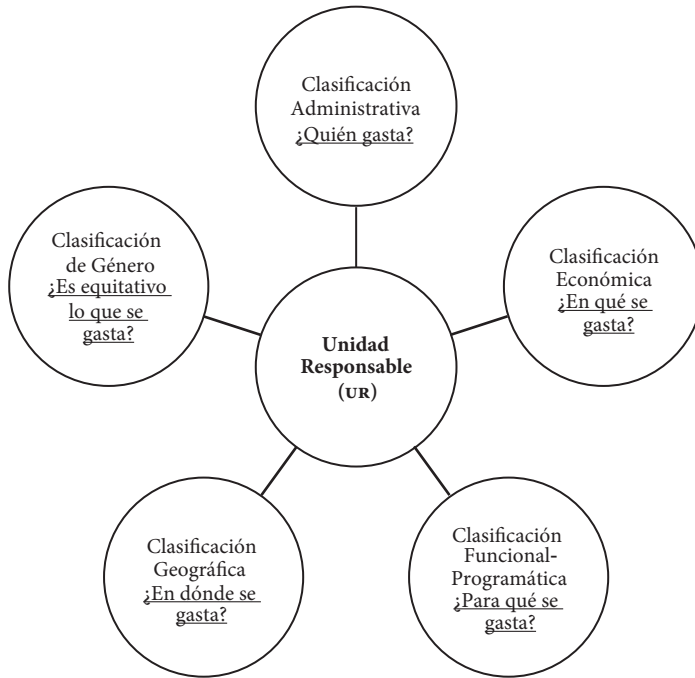 Clasificación
Administrativa
¿Quién gasta?
Clasificación
de Género
¿Es equitativo
lo que se
gasta?
Clasificación
Económica
¿En qué se
gasta?
Unidad
Responsable
(UR)
Clasificación
Geográfica
¿En dónde se
gasta?
Clasificación
Funcional-
Programática
¿Para qué se
gasta?